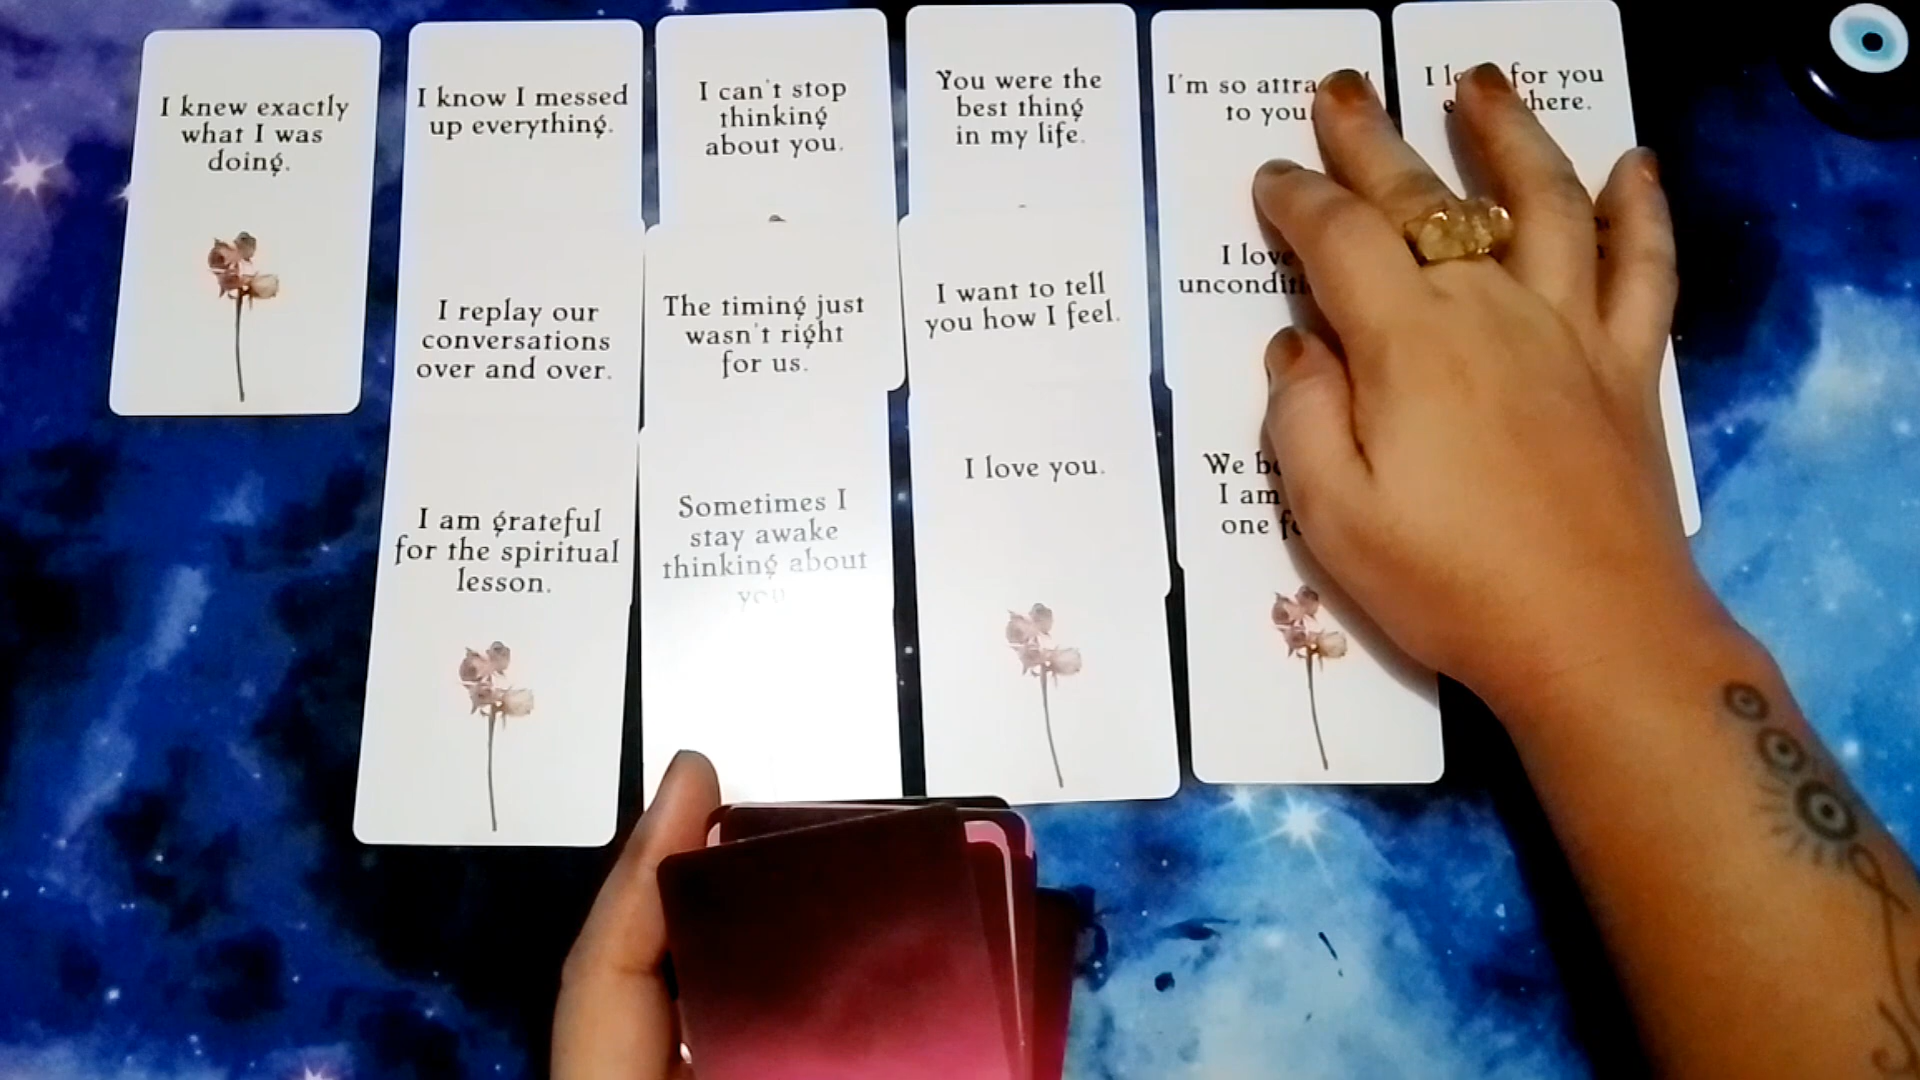 I knew exactly
what I was
doing.
I know I messed
up everything.
I replay our
conversations
over and over.
I am grateful
for the spiritual
lesson.
I can't stop
thinking
about you.
The timing just
wasn't right
for us.
Sometimes I
stay awake
thinking about
you
You were the
best thing
in my life.
I want to tell
you how I feel.
I love you.
I'm so
to you.
I love
We
I am
one
I for you